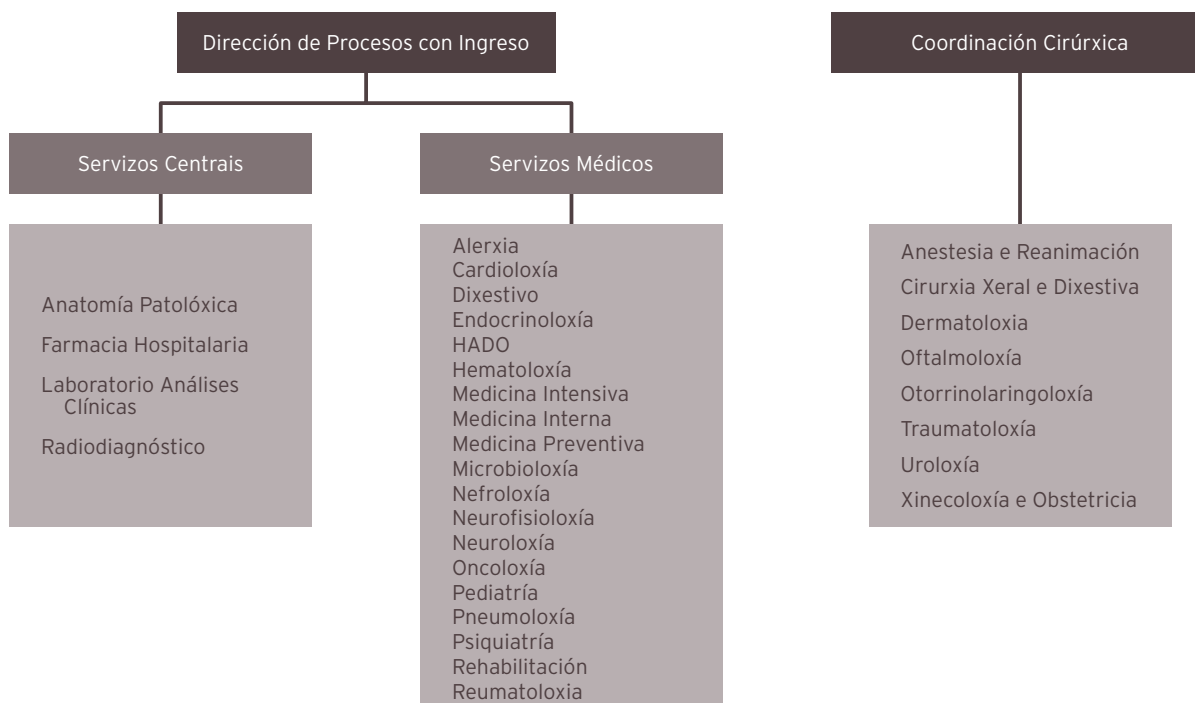 Dirección de Procesos con Ingreso
Coordinación Cirúrxica
Servizos Centrais
Servizos Médicos
Anatomía Patolóxica
Farmacia Hospitalaria
Laboratorio Análises
Clínicas
Radiodiagnóstico
Alerxia
Cardioloxía
Dixestivo
Endocrinoloxía
HADO
Hematoloxía
Medicina Intensiva
Medicina Interna
Medicina Preventiva
Microbioloxía
Nefroloxía
Neurofisioloxía
Neuroloxía
Oncoloxía
Pediatría
Pneumoloxía
Psiquiatría
Rehabilitación
Reumatoloxia
Anestesia e Reanimación
Cirurxia Xeral e Dixestiva
Dermatoloxia
Oftalmoloxía
Otorrinolaringoloxía
Traumatoloxía
Uroloxía
Xinecoloxía e Obstetricia